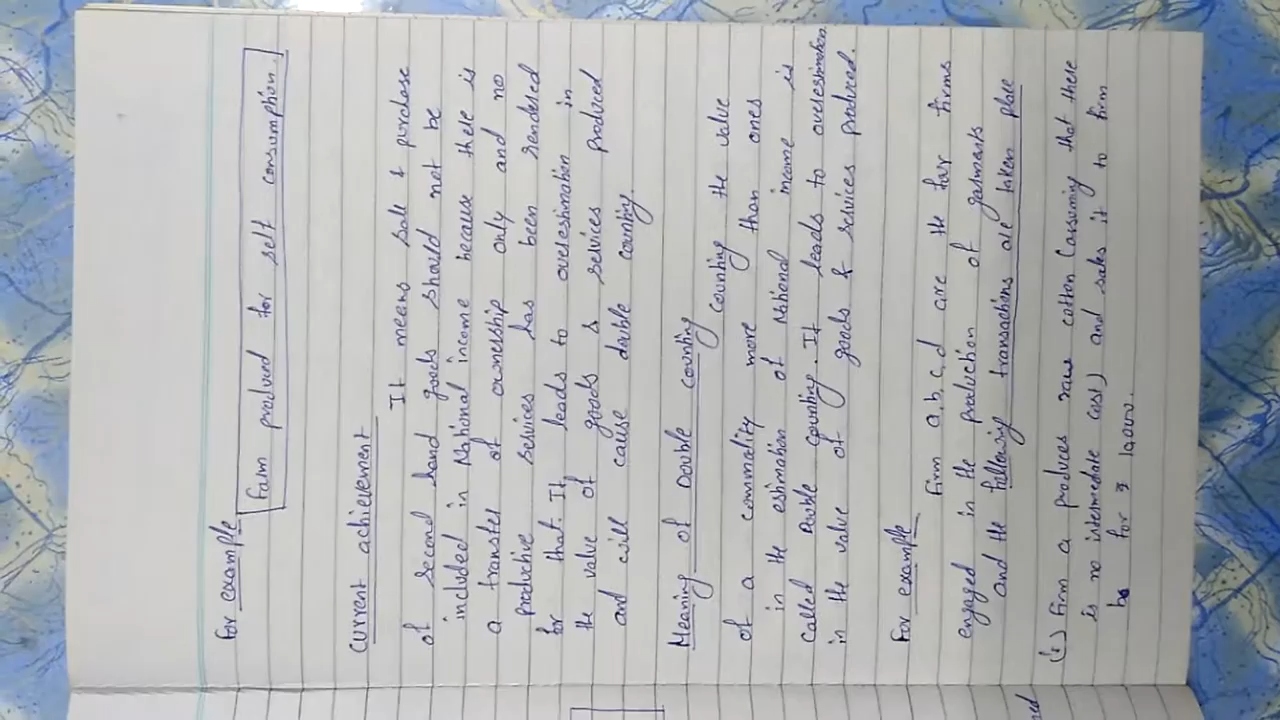 For example
Fam produced for self consumption.
Current achievement
It means sale & purchase
of second hand goods should not be
included in National income because there is
a transfer of ownership only and no
productive services has been rendered
for that. It leads to overestimation in
the value of goods & services produced
and will cause double counting.
Meaning of Double counting
counting the value
of a commality more than ones
in the estimation of National income is
Called Double counting. It leads to overestimation
in the value of goods & services produced.
For example
Firm a, b, c, d are the for firms
engaged in the production of garments
and the following transactions are taken place
(i) Firm a produces raw cotton (assuming that there
is no intermediate cost) and sales it to firm
b for ₹